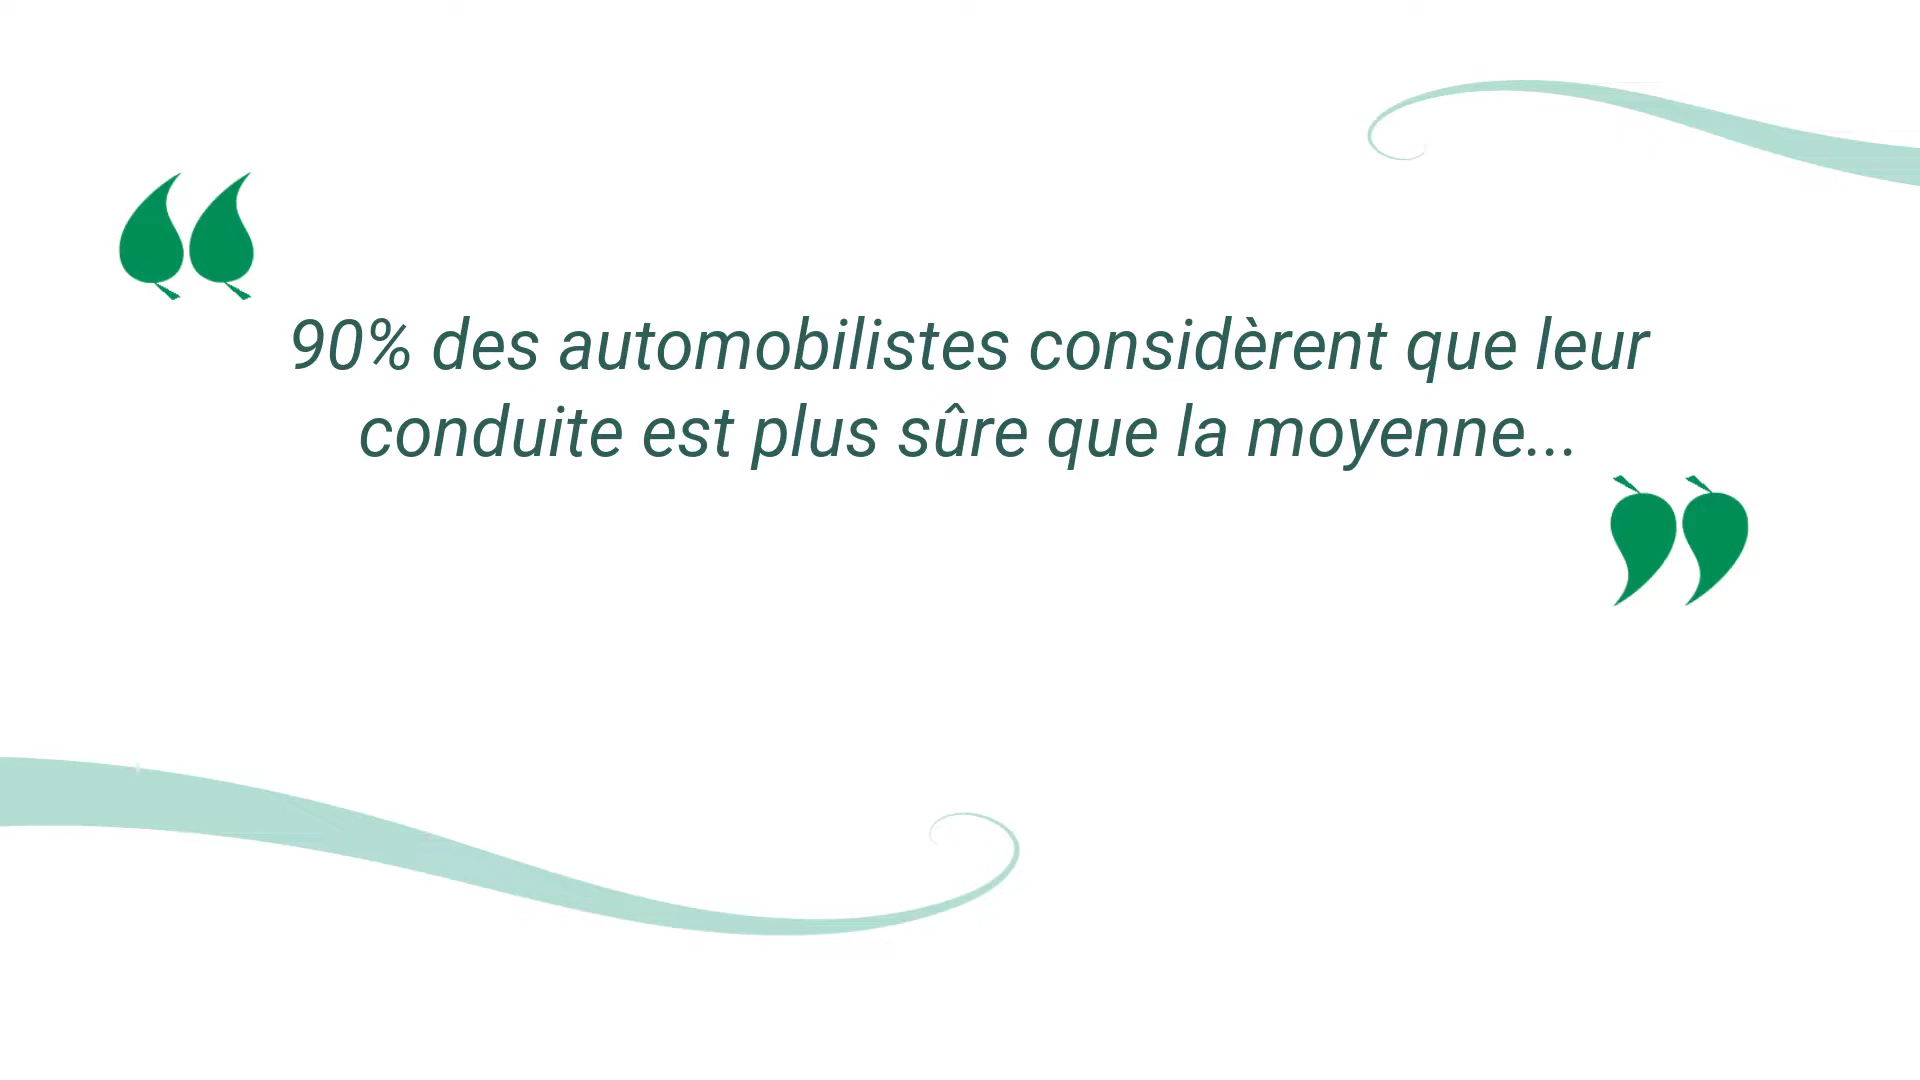 90% des automobilistes considèrent que leur
conduite est plus sûre que la moyenne...